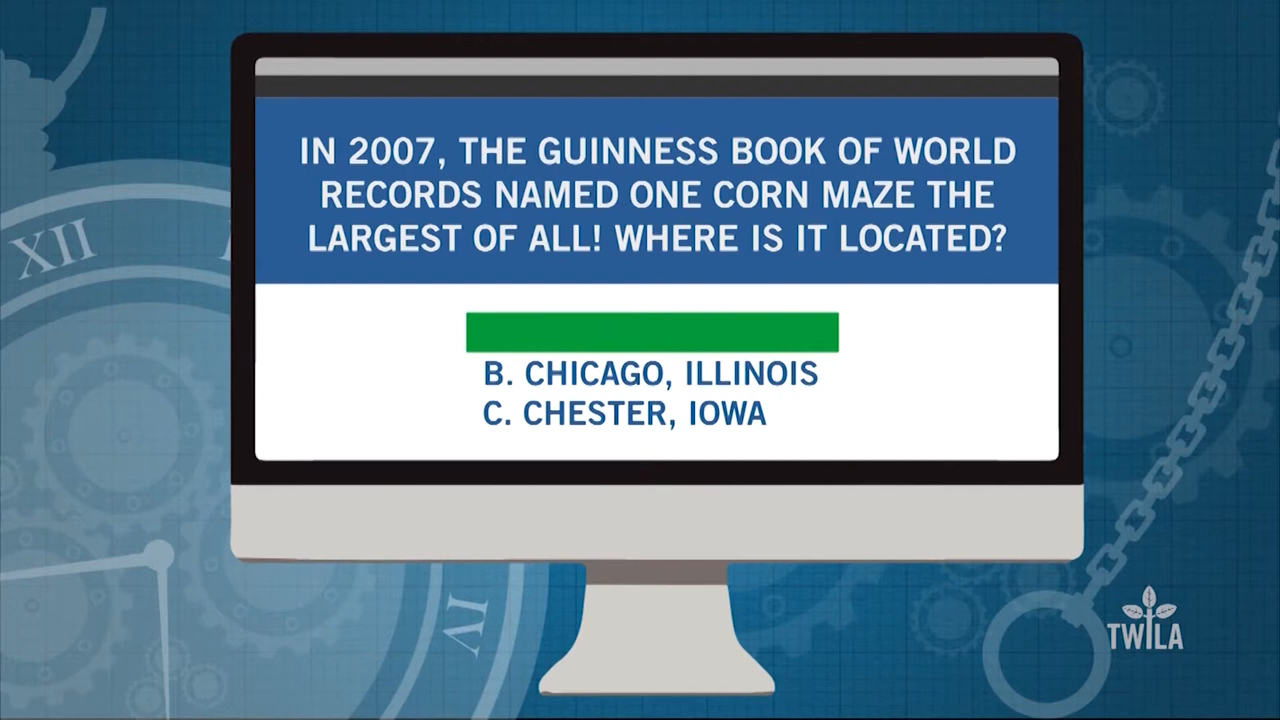 IN 2007, THE GUINNESS BOOK OF WORLD
RECORDS NAMED ONE CORN MAZE THE
LARGEST OF ALL! WHERE IS IT LOCATED?
B. CHICAGO, ILLINOIS
C. CHESTER, IOWA
XII
IV
TWILA